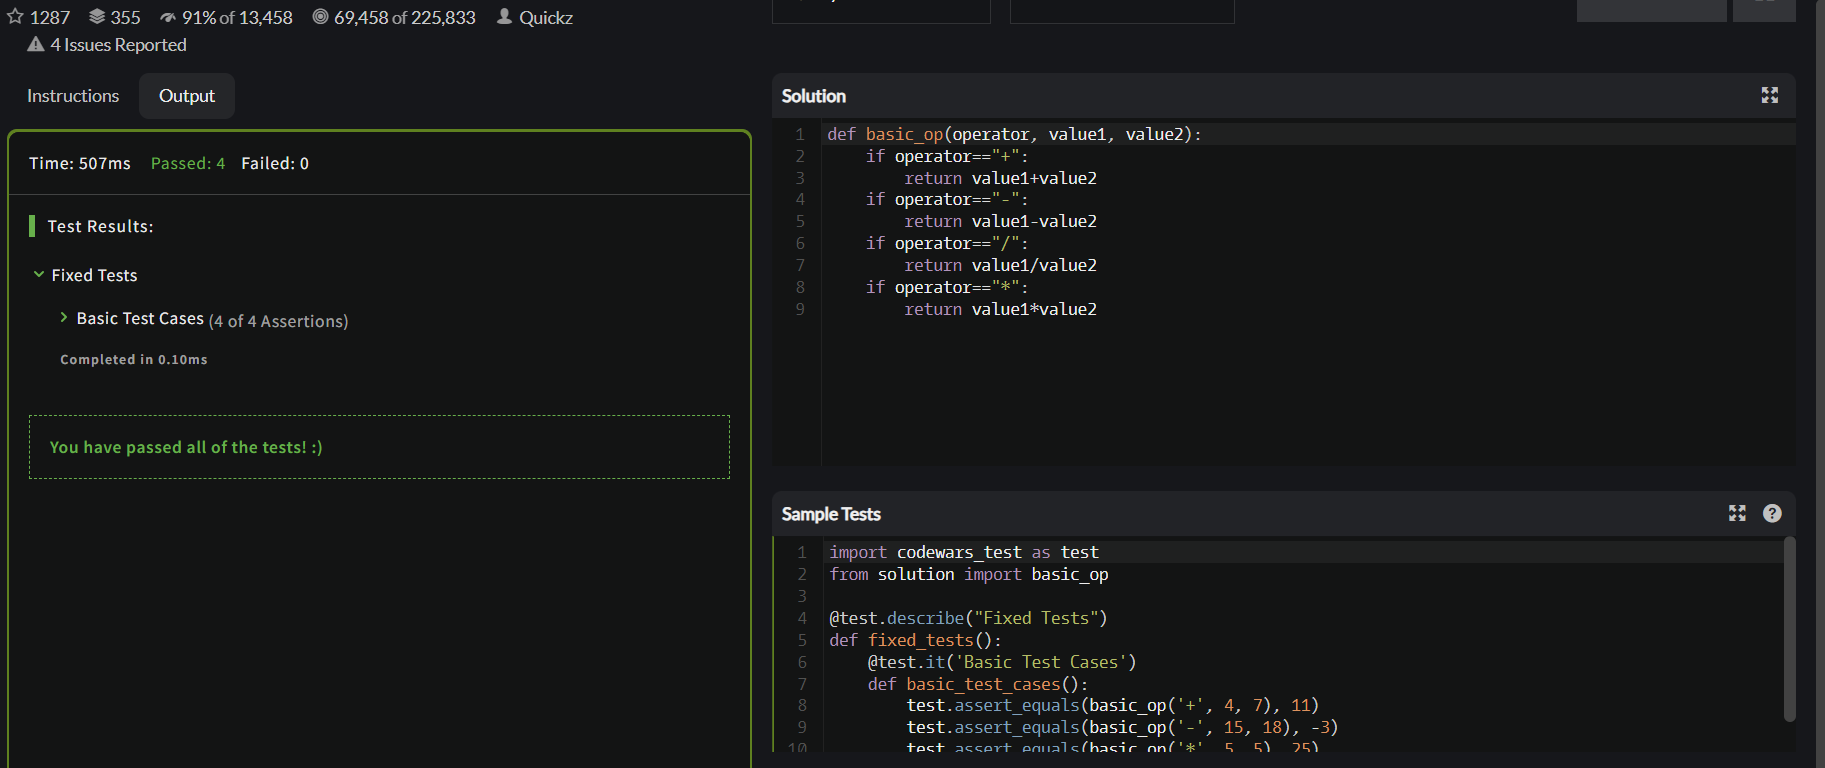 1287 355 91% of 13,458 69,458 of 225,833 Quickz
4 Issues Reported
Instructions Output
Time: 507ms Passed: 4 Failed: 0
Test Results:
Fixed Tests
Basic Test Cases (4 of 4 Assertions)
Completed in 0.10ms
You have passed all of the tests! :)
Solution
1 def basic_op(operator, value1, value2):
2     if operator=="+":
3         return value1+value2
4     if operator=="-":
5         return value1-value2
6     if operator=="/":
7         return value1/value2
8     if operator=="*":
9         return value1*value2
Sample Tests ?
1 import codewars_test as test
2 from solution import basic_op
3
4 @test.describe("Fixed Tests")
5 def fixed_tests():
6     @test.it('Basic Test Cases')
7     def basic_test_cases():
8         test.assert_equals(basic_op('+', 4, 7), 11)
9         test.assert_equals(basic_op('-', 15, 18), -3)
10         test.assert_equals(basic_op('*', 5, 5), 25)